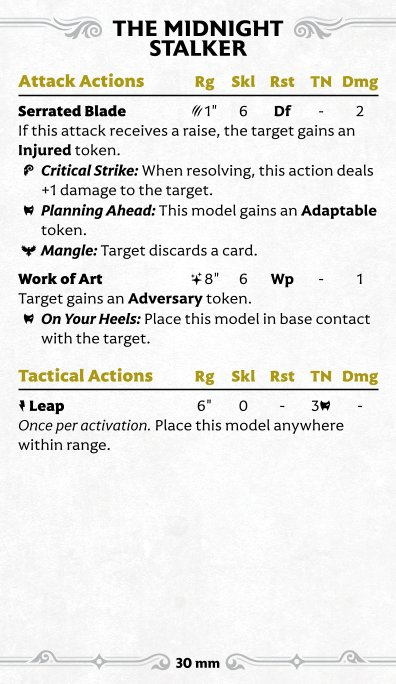 THE MIDNIGHT
STALKER
Attack Actions Rg Skl Rst TN Dmg
Serrated Blade 1" 6 Df - 2
If this attack receives a raise, the target gains an
Injured token.
Critical Strike: When resolving, this action deals
+1 damage to the target.
Planning Ahead: This model gains an Adaptable
token.
Mangle: Target discards a card.
Work of Art 8" 6 Wp - 1
Target gains an Adversary token.
On Your Heels: Place this model in base contact
with the target.
Tactical Actions Rg Skl Rst TN Dmg
Leap 6" 0 - 3 -
Once per activation. Place this model anywhere
within range.
30 mm